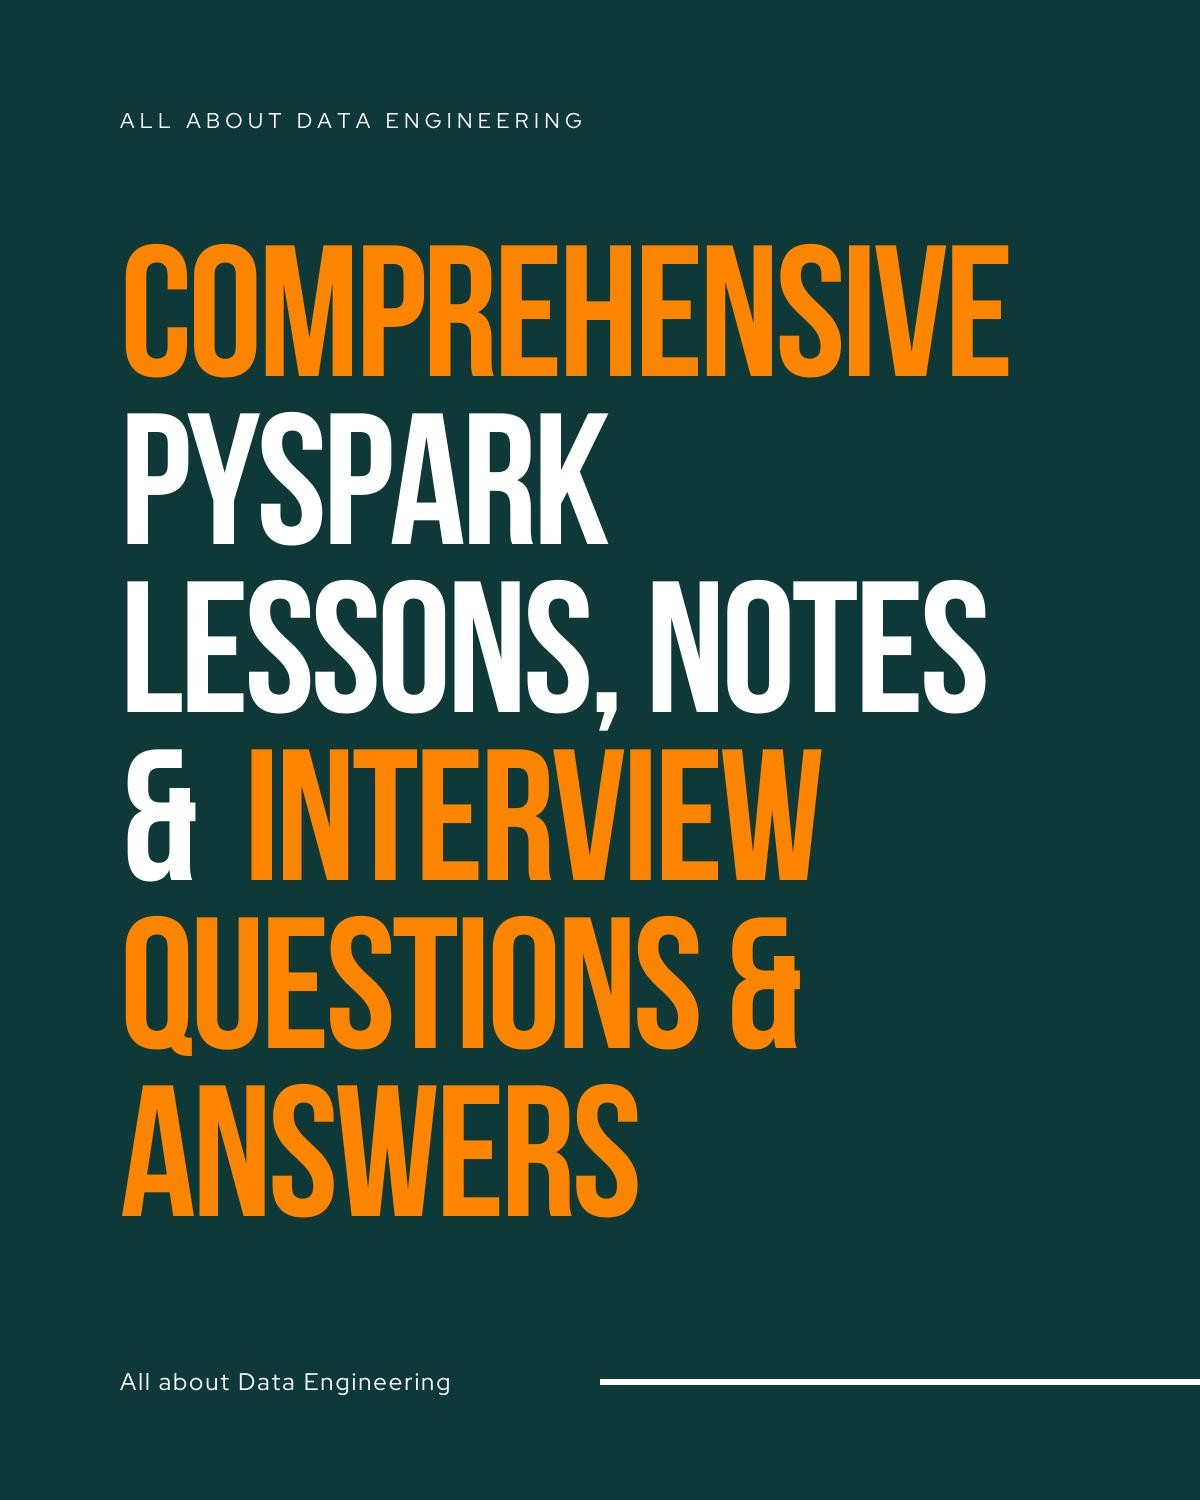 ALL ABOUT DATA ENGINEERING
COMPREHENSIVE
PYSPARK
LESSONS, NOTES
& INTERVIEW
QUESTIONS &
ANSWERS
All about Data Engineering